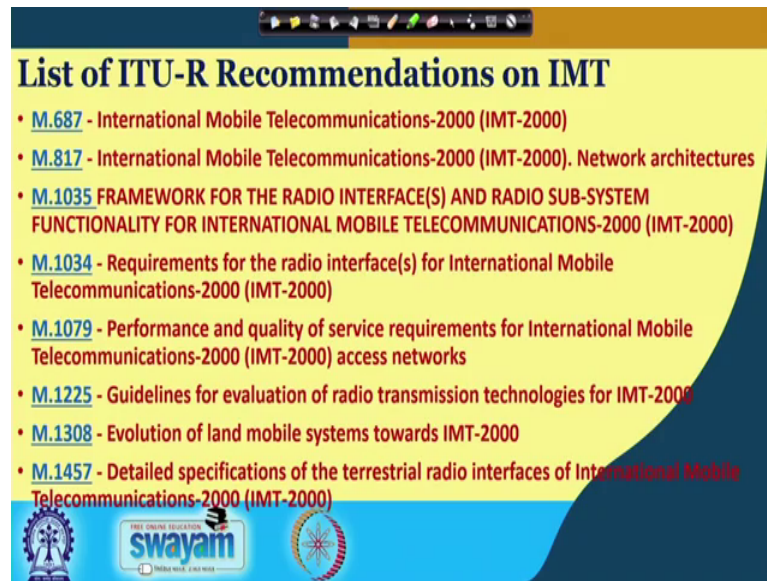 List of ITU-R Recommendations on IMT
• M.687 - International Mobile Telecommunications-2000 (IMT-2000)
• M.817 - International Mobile Telecommunications-2000 (IMT-2000). Network architectures
• M.1035 FRAMEWORK FOR THE RADIO INTERFACE(S) AND RADIO SUB-SYSTEM
FUNCTIONALITY FOR INTERNATIONAL MOBILE TELECOMMUNICATIONS-2000 (IMT-2000)
• M.1034 - Requirements for the radio interface(s) for International Mobile
Telecommunications-2000 (IMT-2000)
• M.1079 - Performance and quality of service requirements for International Mobile
Telecommunications-2000 (IMT-2000) access networks
• M.1225 - Guidelines for evaluation of radio transmission technologies for IMT-2000
• M.1308 - Evolution of land mobile systems towards IMT-2000
• M.1457 - Detailed specifications of the terrestrial radio interfaces of International Mobile
Telecommunications-2000 (IMT-2000)
FREE ONLINE EDUCATION
swayam